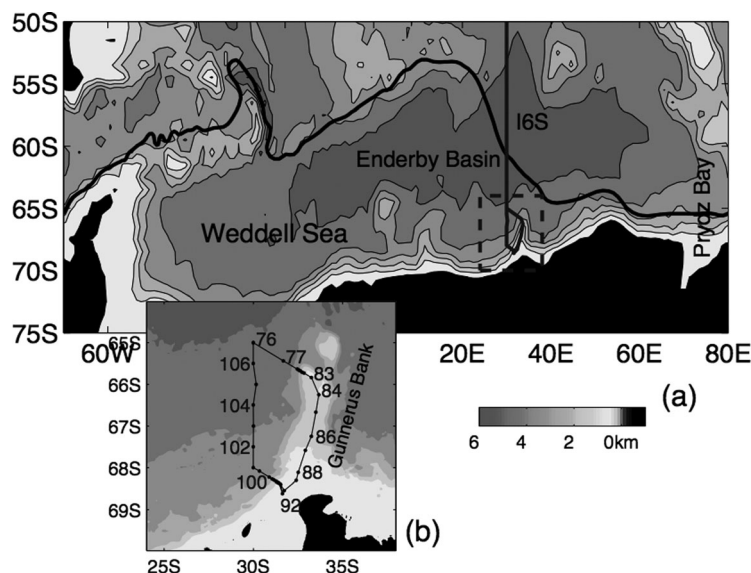 50S
55S
60S
65S
70S
75S
I6S
Enderby Basin
Weddell Sea
Prydz Bay
60W
20E 40E 60E 80E
(a)
6 4 2 0km
65S
66S
67S
68S
69S
76
77
106
83
84
104
86
102
88
100
92
Gunnerus Bank
25S 30S 35S
(b)